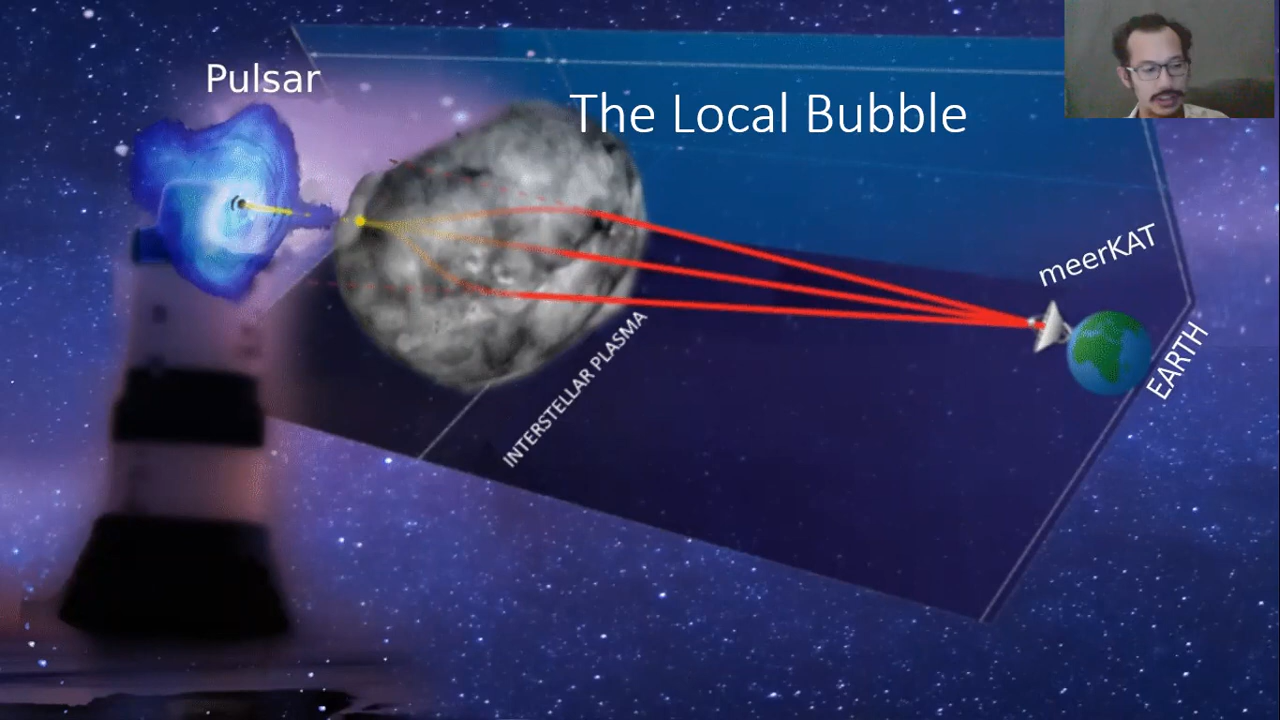 Pulsar
The Local Bubble
meerKAT
INTERSTELLAR PLASMA
EARTH